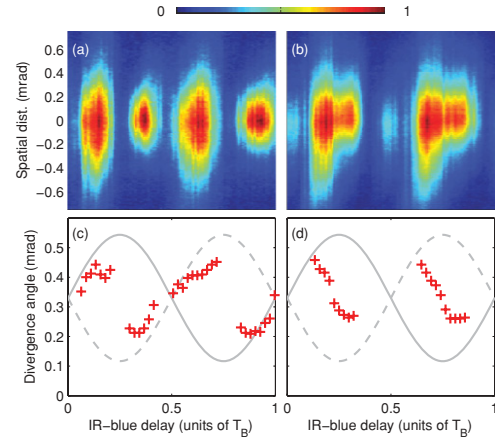 0
1
(a)
(b)
Spatial dist. (mrad)
0.6
0.4
0.2
0
−0.2
−0.4
−0.6
(c)
(d)
Divergence angle (mrad)
0.5
0.4
0.3
0.2
0.1
0
0
0.5
1
0.5
1
IR-blue delay (units of T_B)
IR-blue delay (units of T_B)